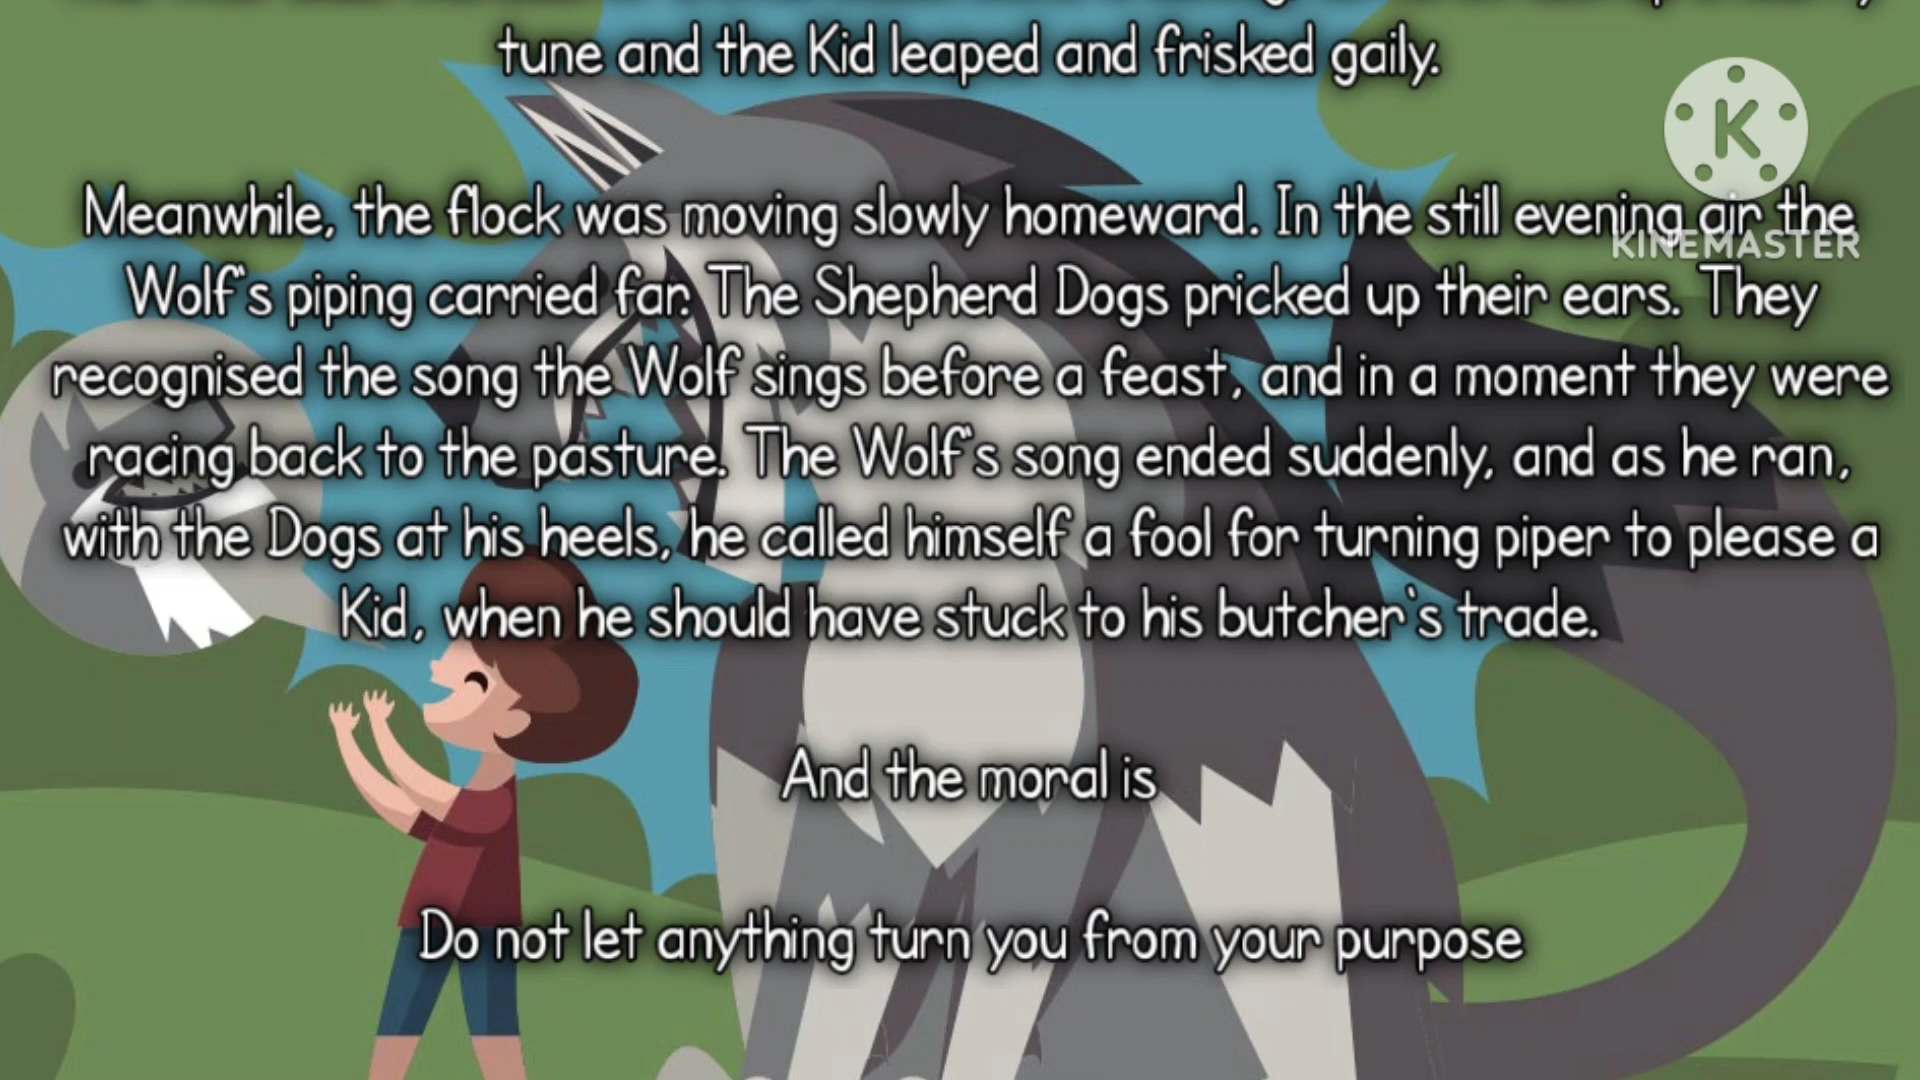 tune and the Kid leaped and frisked gaily.
Meanwhile, the flock was moving slowly homeward. In the still evening air the
Wolf's piping carried far. The Shepherd Dogs pricked up their ears. They
recognised the song the Wolf sings before a feast, and in a moment they were
racing back to the pasture. The Wolf's song ended suddenly, and as he ran,
with the Dogs at his heels, he called himself a fool for turning piper to please a
Kid, when he should have stuck to his butcher's trade.
And the moral is
Do not let anything turn you from your purpose
K
KINEMASTER